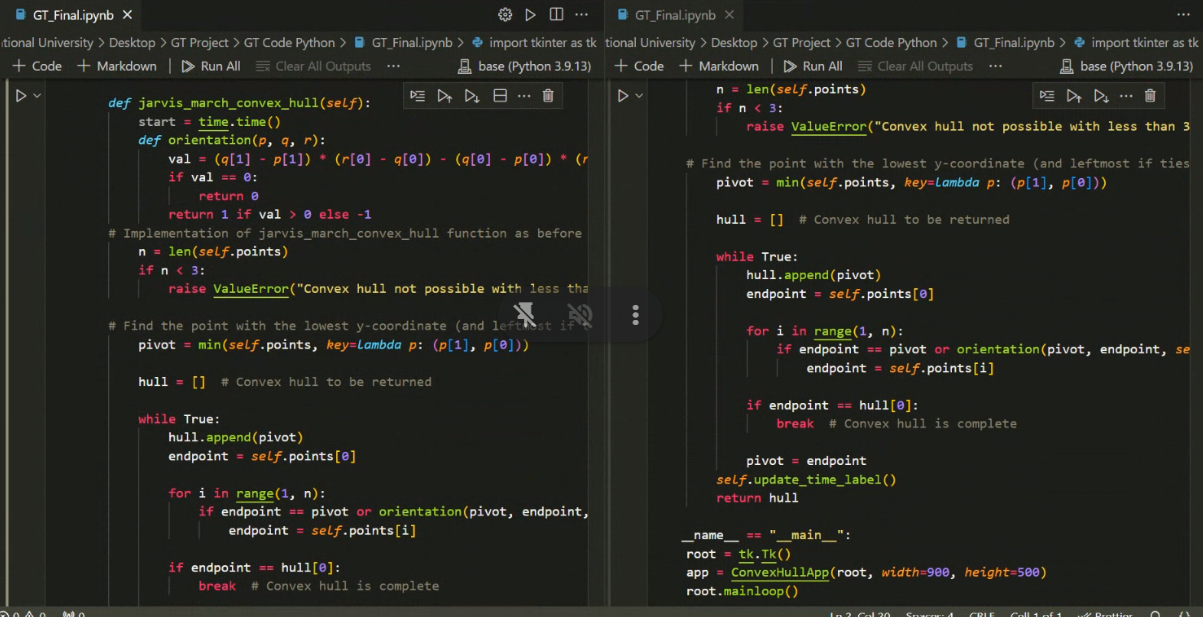 GT_Final.ipynb
tional University > Desktop > GT Project > GT Code Python > GT_Final.ipynb > import tkinter as tk
+ Code + Markdown | Run All Clear All Outputs ... base (Python 3.9.13)
def jarvis_march_convex_hull(self):
start = time.time()
def orientation(p, q, r):
val = (q[1] - p[1]) * (r[0] - q[0]) - (q[0] - p[0]) * (r
if val == 0:
return 0
return 1 if val > 0 else -1
# Implementation of jarvis_march_convex_hull function as before
n = len(self.points)
if n < 3:
raise ValueError("Convex hull not possible with less tha
# Find the point with the lowest y-coordinate (and leftmost if
pivot = min(self.points, key=lambda p: (p[1], p[0]))
hull = [] # Convex hull to be returned
while True:
hull.append(pivot)
endpoint = self.points[0]
for i in range(1, n):
if endpoint == pivot or orientation(pivot, endpoint,
endpoint = self.points[i]
if endpoint == hull[0]:
break # Convex hull is complete
GT_Final.ipynb
tional University > Desktop > GT Project > GT Code Python > GT_Final.ipynb > import tkinter as tk
+ Code + Markdown | Run All Clear All Outputs ... base (Python 3.9.13)
n = len(self.points)
if n < 3:
raise ValueError("Convex hull not possible with less than 3
# Find the point with the lowest y-coordinate (and leftmost if ties
pivot = min(self.points, key=lambda p: (p[1], p[0]))
hull = [] # Convex hull to be returned
while True:
hull.append(pivot)
endpoint = self.points[0]
for i in range(1, n):
if endpoint == pivot or orientation(pivot, endpoint, se
endpoint = self.points[i]
if endpoint == hull[0]:
break # Convex hull is complete
pivot = endpoint
self.update_time_label()
return hull
__name__ == "__main__":
root = tk.Tk()
app = ConvexHullApp(root, width=900, height=500)
root.mainloop()
Spaces: 4 CRLF Cell 1 of 1 Prettier